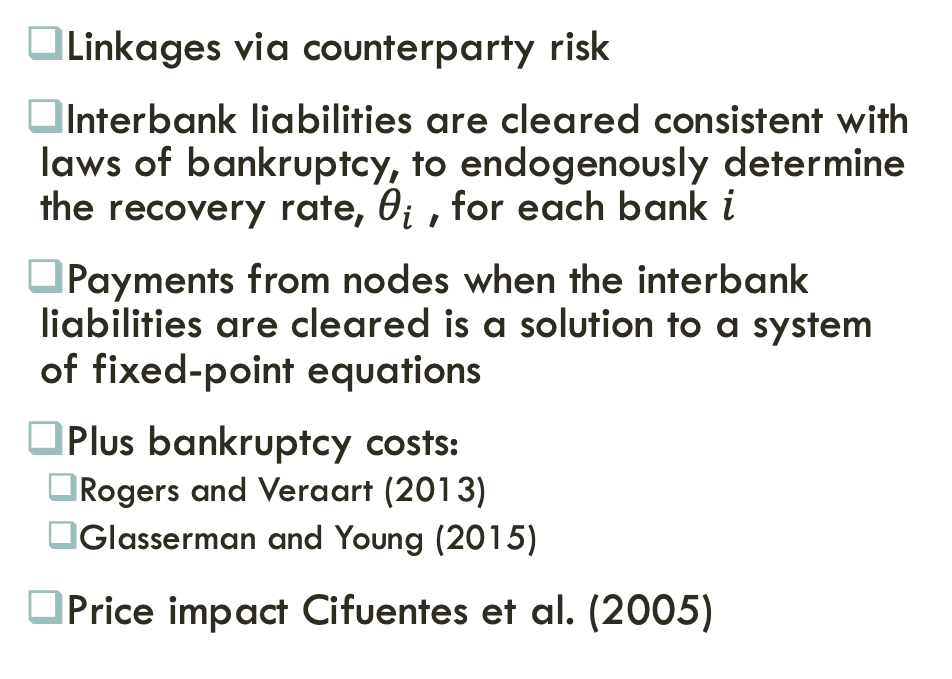 ❑Linkages via counterparty risk
❑Interbank liabilities are cleared consistent with
laws of bankruptcy, to endogenously determine
the recovery rate, θᵢ , for each bank i
❑Payments from nodes when the interbank
liabilities are cleared is a solution to a system
of fixed-point equations
❑Plus bankruptcy costs:
❑Rogers and Veraart (2013)
❑Glasserman and Young (2015)
❑Price impact Cifuentes et al. (2005)